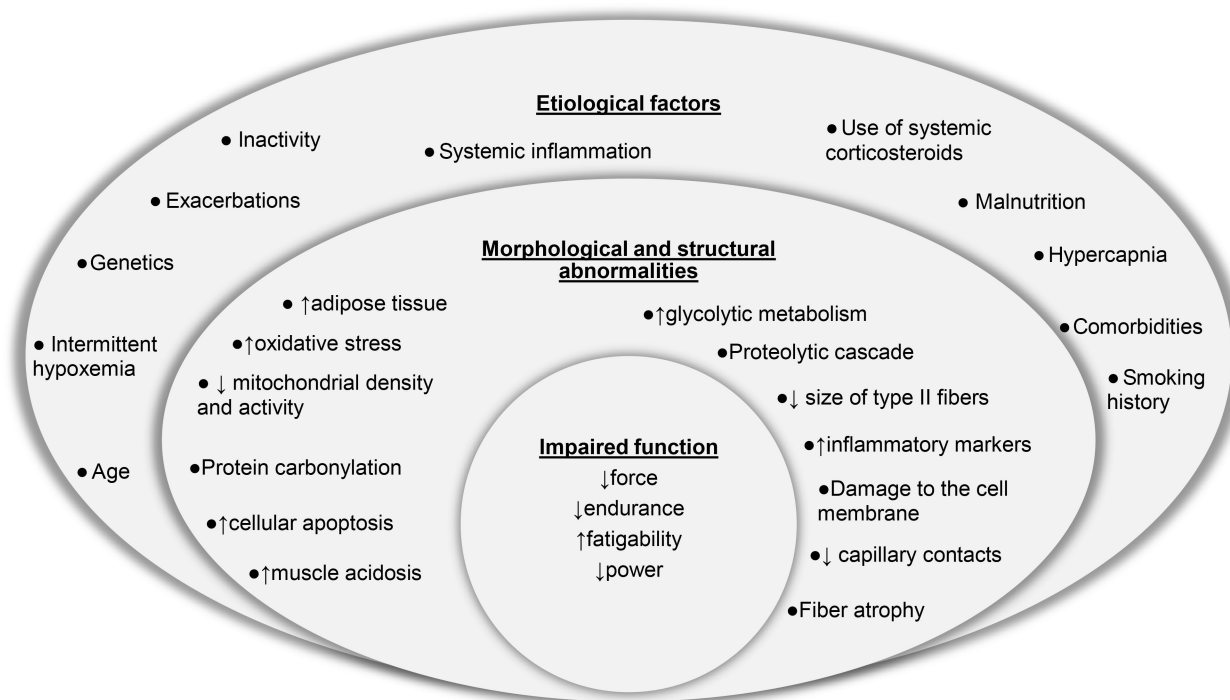 Etiological factors
● Inactivity
● Systemic inflammation
● Use of systemic
corticosteroids
● Exacerbations
● Malnutrition
● Genetics
● Hypercapnia
● Intermittent
hypoxemia
● Comorbidities
● Age
● Smoking
history
Morphological and structural
abnormalities
● ↑adipose tissue
●↑oxidative stress
● ↓ mitochondrial density
and activity
●Protein carbonylation
●↑cellular apoptosis
●↑muscle acidosis
●↑glycolytic metabolism
●Proteolytic cascade
●↓ size of type II fibers
●↑inflammatory markers
●Damage to the cell
membrane
●↓ capillary contacts
●Fiber atrophy
Impaired function
↓force
↓endurance
↑fatigability
↓power